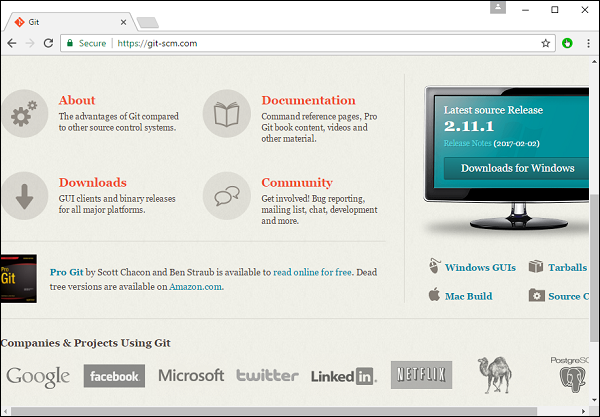 Git
Secure
https://git-scm.com
About
The advantages of Git compared
to other source control systems.
Documentation
Command reference pages, Pro
Git book content, videos and
other material.
Downloads
GUI clients and binary releases
for all major platforms.
Community
Get involved! Bug reporting,
mailing list, chat, development
and more.
Latest source Release
2.11.1
Release Notes (2017-02-02)
Downloads for Windows
Pro
Git
Pro Git by Scott Chacon and Ben Straub is available to read online for free. Dead
tree versions are available on Amazon.com.
Windows GUIs
Tarballs
Mac Build
Source C
Companies & Projects Using Git
Google
facebook
Microsoft
twitter
Linked in
NETFLIX
PostgreSQ